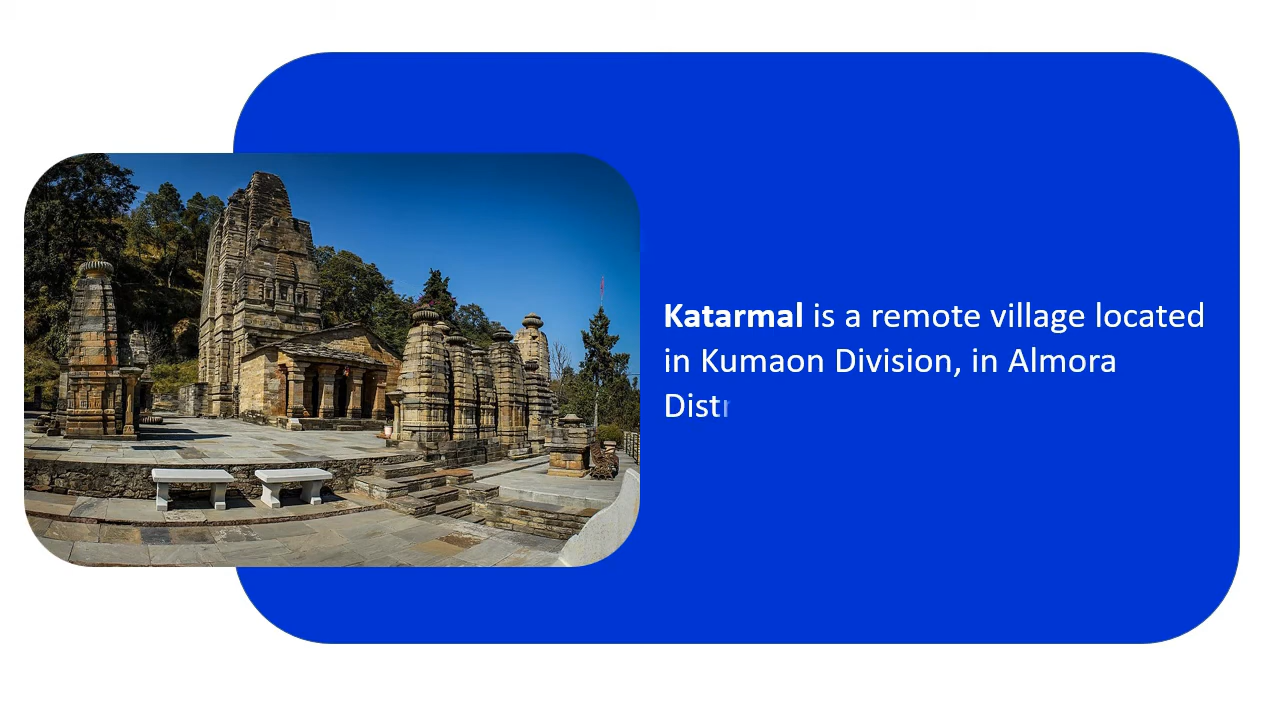 Katarmal is a remote village located
in Kumaon Division, in Almora
Distr